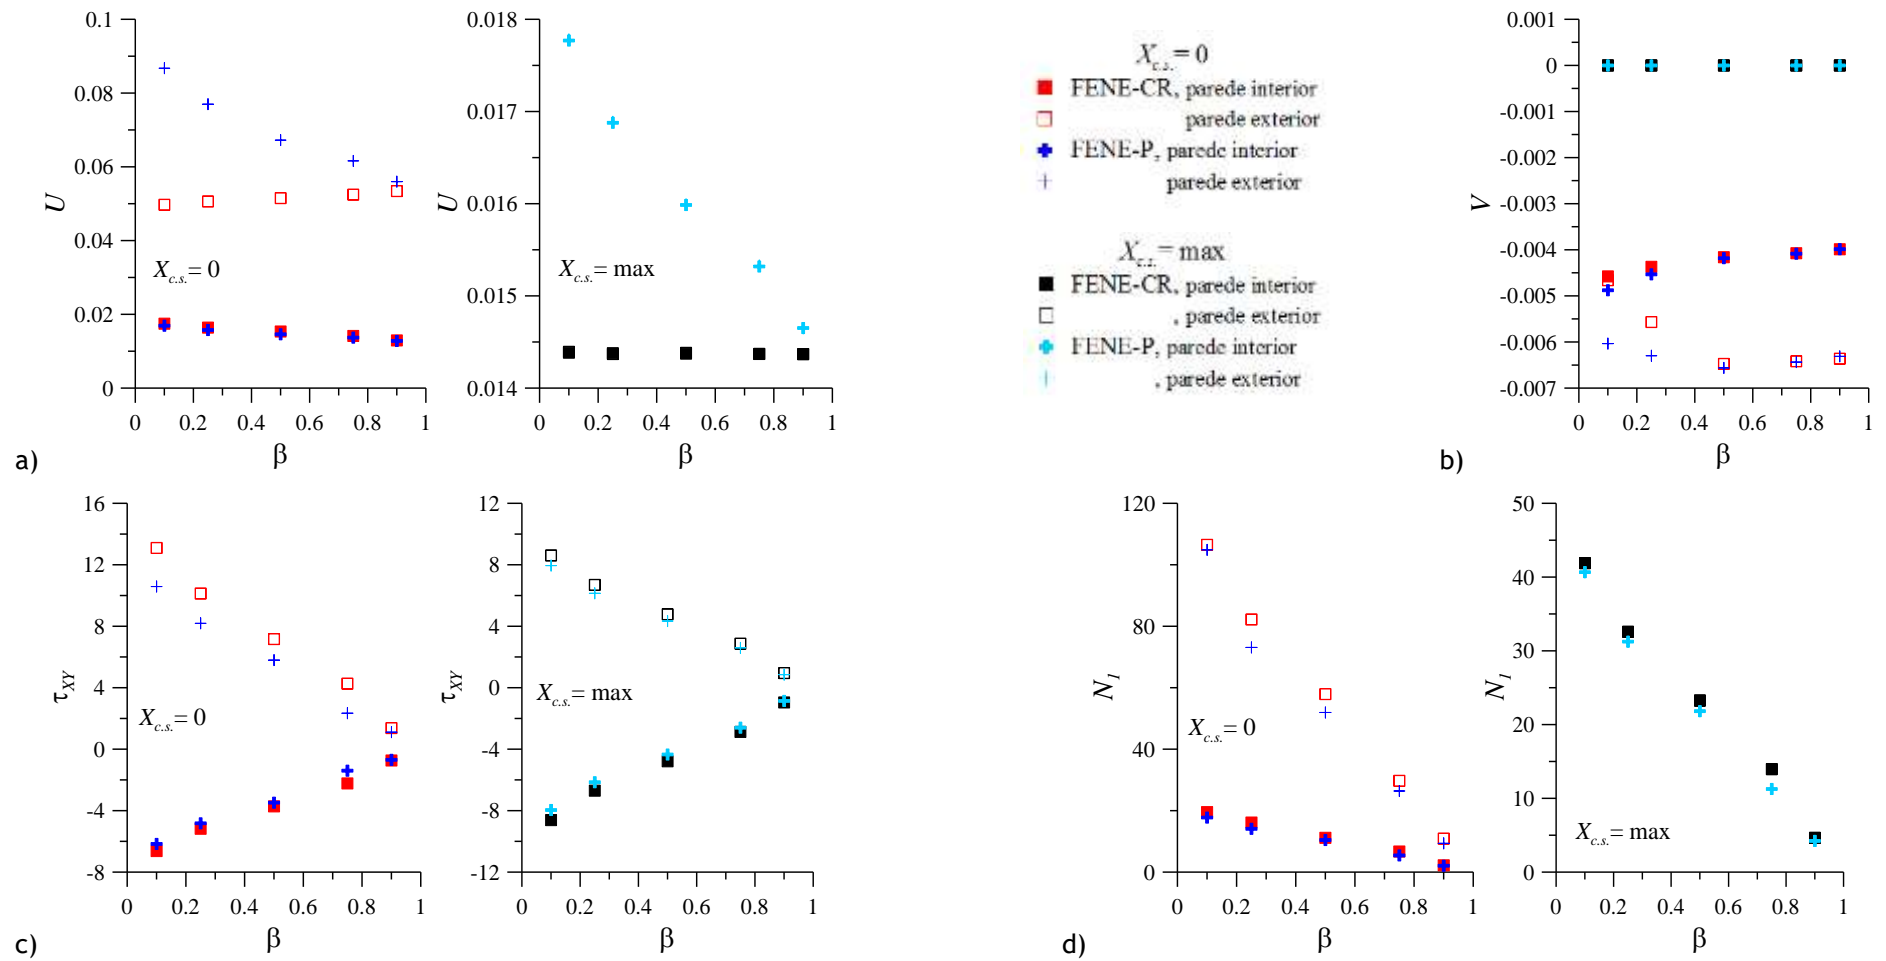 0.1
0.08
0.06
0.04
0.02
0
U
X c.s. = 0
0 0.2 0.4 0.6 0.8 1
β
a)
0.018
0.017
0.016
0.015
0.014
U
X c.s. = max
0 0.2 0.4 0.6 0.8 1
β
X c.s. = 0
FENE-CR, parede interior
parede exterior
FENE-P, parede interior
parede exterior
X c.s. = max
FENE-CR, parede interior
, parede exterior
FENE-P, parede interior
, parede exterior
0.001
0
-0.001
-0.002
-0.003
-0.004
-0.005
-0.006
-0.007
V
0 0.2 0.4 0.6 0.8 1
β
b)
16
12
8
4
0
-4
-8
τXY
X c.s. = 0
0 0.2 0.4 0.6 0.8 1
β
c)
12
8
4
0
-4
-8
-12
τXY
X c.s. = max
0 0.2 0.4 0.6 0.8 1
β
120
80
40
0
N1
X c.s. = 0
0 0.2 0.4 0.6 0.8 1
β
d)
50
40
30
20
10
0
N1
X c.s. = max
0 0.2 0.4 0.6 0.8 1
β